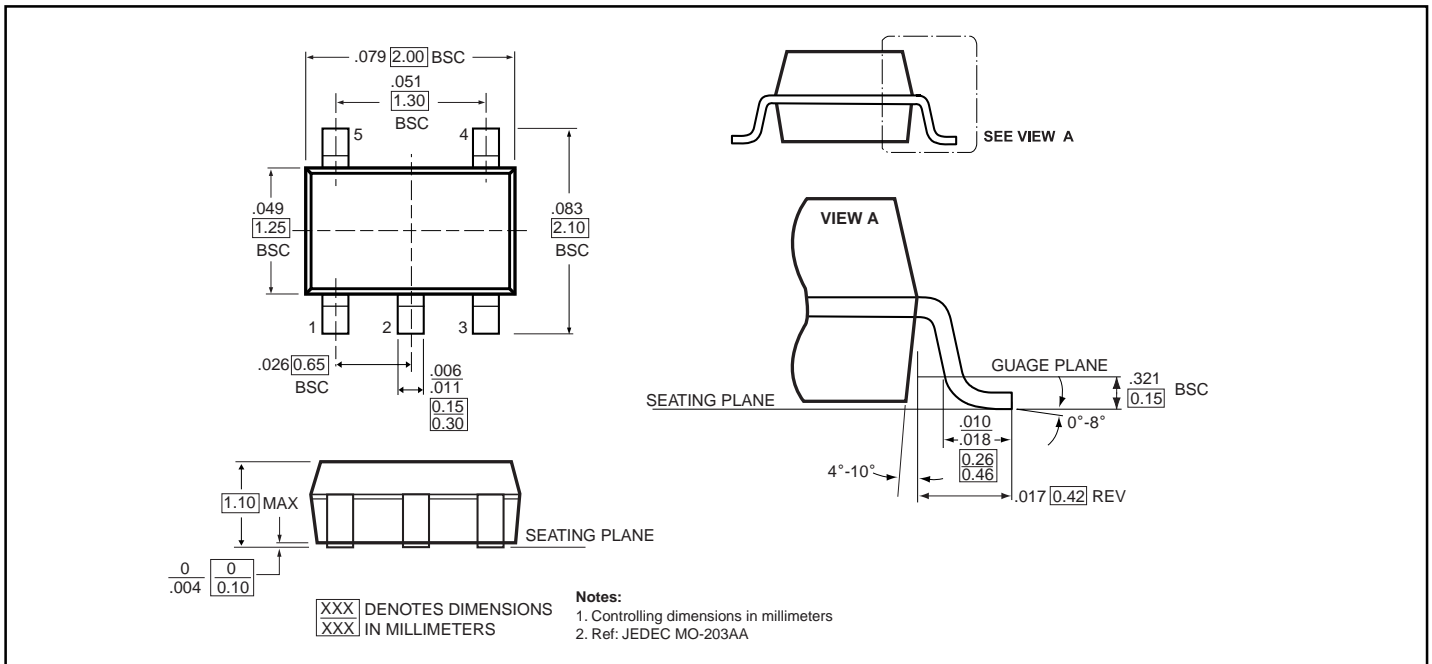 .079 2.00 BSC
.051
1.30
BSC
5
4
.049
1.25
BSC
.083
2.10
BSC
1
2
3
.026 0.65
BSC
.006
.011
0.15
0.30
SEE VIEW A
VIEW A
GUAGE PLANE
.321
0.15
BSC
SEATING PLANE
0°-8°
.010
.018
0.26
0.46
4°-10°
.017 0.42 REV
1.10 MAX
SEATING PLANE
0
.004
0
0.10
XXX DENOTES DIMENSIONS
XXX IN MILLIMETERS
Notes:
1. Controlling dimensions in millimeters
2. Ref: JEDEC MO-203AA